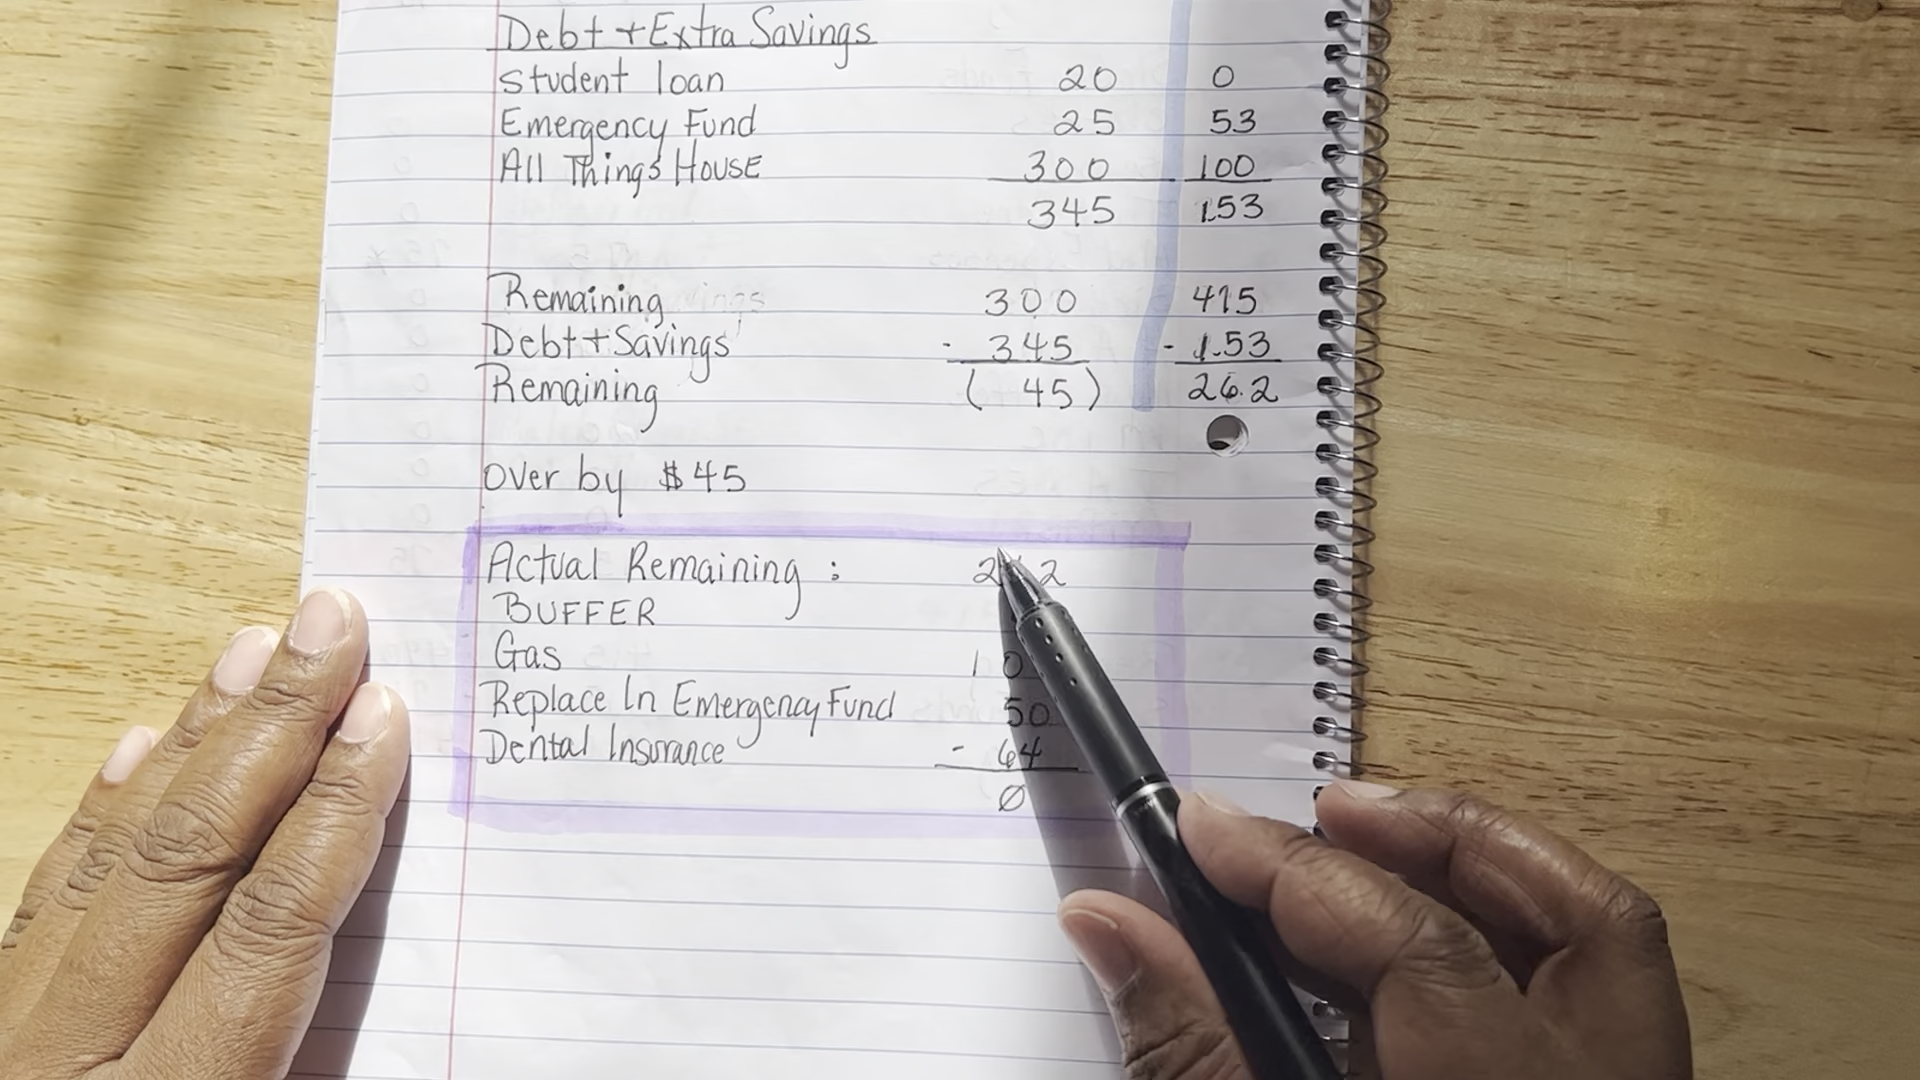 Debt + Extra Savings
Student loan 20 0
Emergency Fund 25 53
All Things House 300 100
345 153
Remaining 300 415
Debt + Savings - 345 - 153
Remaining ( 45 ) 262
over by $45
Actual Remaining :
BUFFER
Gas
Replace In Emergency Fund 50
Dental Insurance - 64
0